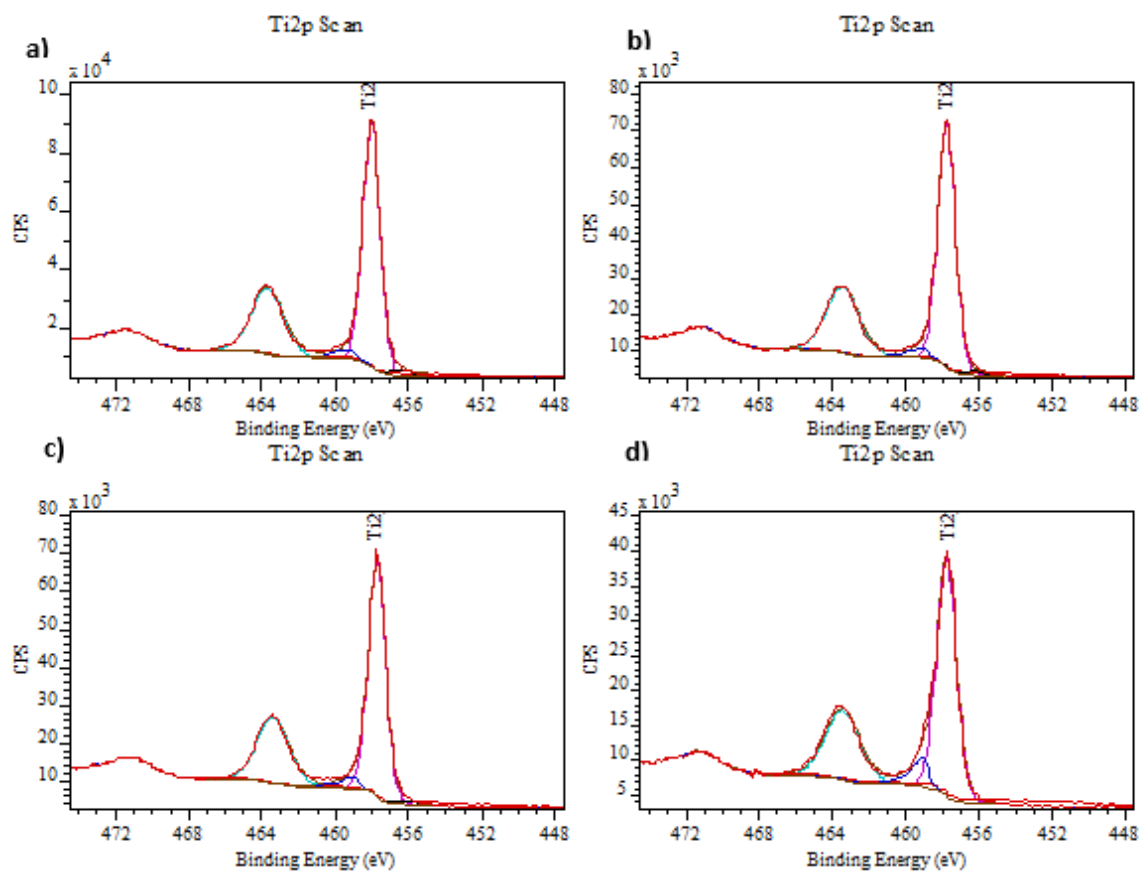 Ti2p Scan
a)
x 10^4
Ti2
10
8
6
4
2
CPS
472 468 464 460 456 452 448
Binding Energy (eV)
Ti2p Scan
b)
x 10^3
Ti2
80
70
60
50
40
30
20
10
CPS
472 468 464 460 456 452 448
Binding Energy (eV)
c)
Ti2p Scan
x 10^3
Ti2
80
70
60
50
40
30
20
10
CPS
472 468 464 460 456 452 448
Binding Energy (eV)
d)
Ti2p Scan
x 10^3
Ti2
45
40
35
30
25
20
15
10
5
CPS
472 468 464 460 456 452 448
Binding Energy (eV)